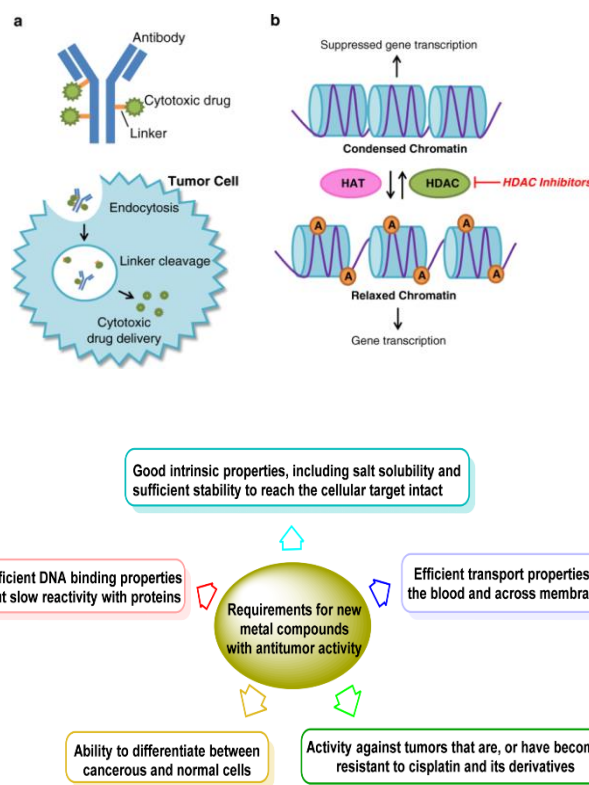 a
Antibody
Cytotoxic drug
Linker
Tumor Cell
Endocytosis
Linker cleavage
Cytotoxic
drug delivery
b
Suppressed gene transcription
Condensed Chromatin
HAT
HDAC
HDAC Inhibitors
A
A
A
A
A
A
Relaxed Chromatin
Gene transcription
Good intrinsic properties, including salt solubility and
sufficient stability to reach the cellular target intact
DNA binding properties
slow reactivity with proteins
Efficient transport properties
the blood and across
Requirements for new
metal compounds
with antitumor activity
Ability to differentiate between
cancerous and normal cells
Activity against tumors that are, or have
resistant to cisplatin and its derivatives